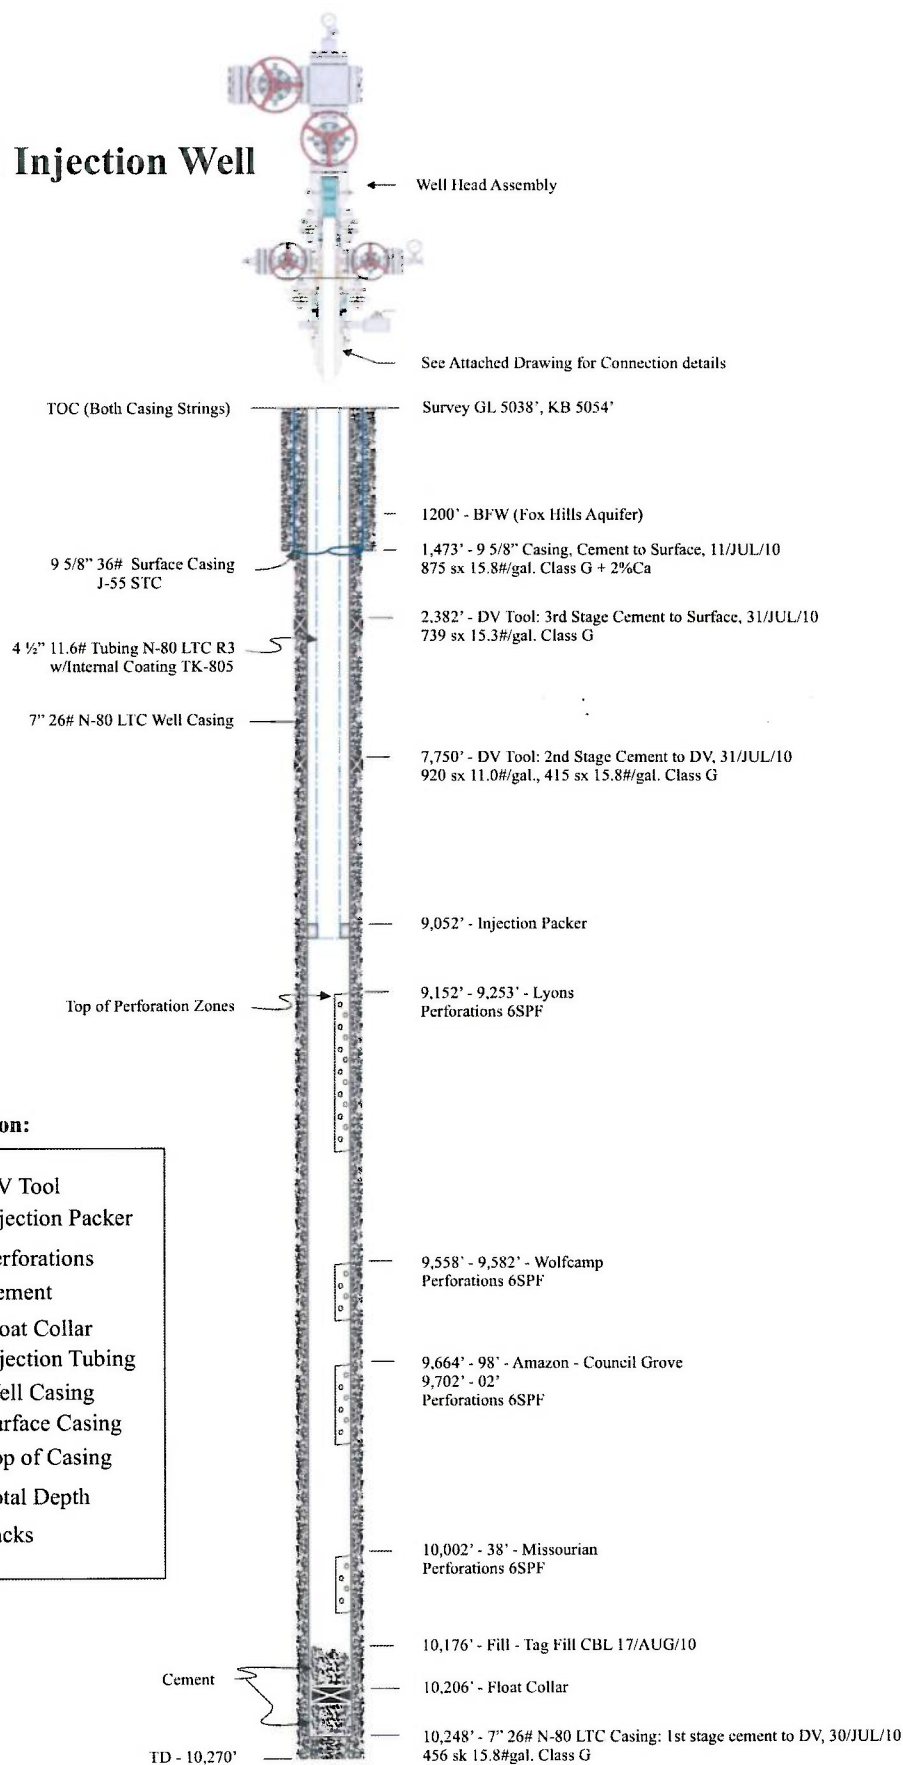 Injection Well
Well Head Assembly
See Attached Drawing for Connection details
TOC (Both Casing Strings)
Survey GL 5038', KB 5054'
1200' - BFW (Fox Hills Aquifer)
1,473' - 9 5/8" Casing, Cement to Surface, 11/JUL/10
875 sx 15.8#/gal. Class G + 2%Ca
9 5/8" 36# Surface Casing
J-55 STC
2,382' - DV Tool: 3rd Stage Cement to Surface, 31/JUL/10
739 sx 15.3#/gal. Class G
4 ½" 11.6# Tubing N-80 LTC R3
w/Internal Coating TK-805
7" 26# N-80 LTC Well Casing
7,750' - DV Tool: 2nd Stage Cement to DV, 31/JUL/10
920 sx 11.0#/gal., 415 sx 15.8#/gal. Class G
9,052' - Injection Packer
Top of Perforation Zones
9,152' - 9,253' - Lyons
Perforations 6SPF
on:
V Tool
jection Packer
erforations
ement
oat Collar
jection Tubing
ell Casing
urface Casing
op of Casing
otal Depth
acks
9,558' - 9,582' - Wolfcamp
Perforations 6SPF
9,664' - 98' - Amazon - Council Grove
9,702' - 02'
Perforations 6SPF
10,002' - 38' - Missourian
Perforations 6SPF
10,176' - Fill - Tag Fill CBL 17/AUG/10
Cement
10,206' - Float Collar
10,248' - 7" 26# N-80 LTC Casing: 1st stage cement to DV, 30/JUL/10
456 sk 15.8#gal. Class G
TD - 10,270'